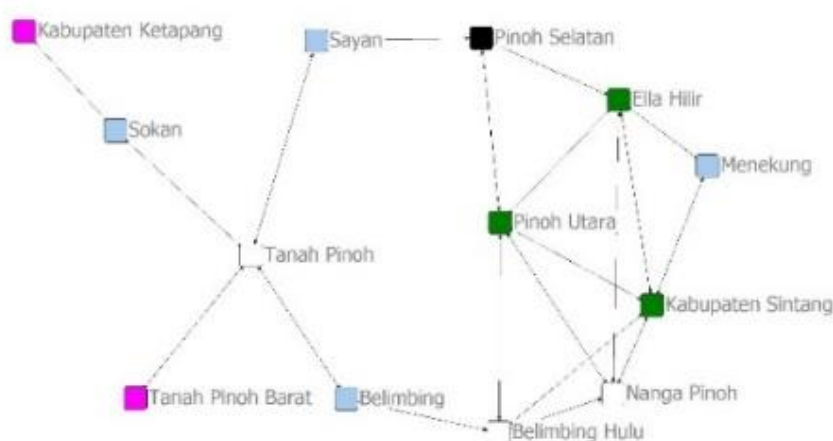 Kabupaten Ketapang
Sayan
Pinoh Selatan
Ella Hilir
Sokan
Menekung
Pinoh Utara
Tanah Pinoh
Kabupaten Sintang
Tanah PInoh Barat
Belimbing
Nanga Pinoh
Belimbing Hulu